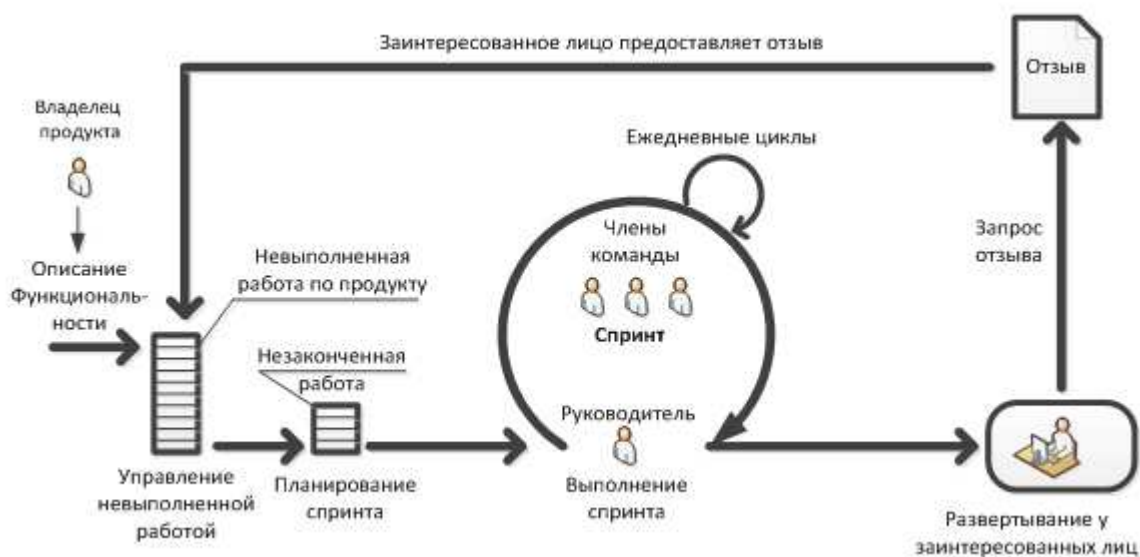 Заинтересованное лицо предоставляет отзыв
Отзыв
Владелец
продукта
Ежедневные циклы
Описание
Функциональ-
ности
Невыполненная
работа по продукту
Члены
команды
Спринт
Запрос
отзыва
Незаконченная
работа
Руководитель
Управление
невыполненной
работой
Планирование
спринта
Выполнение
спринта
Развертывание у
заинтересованных лиц